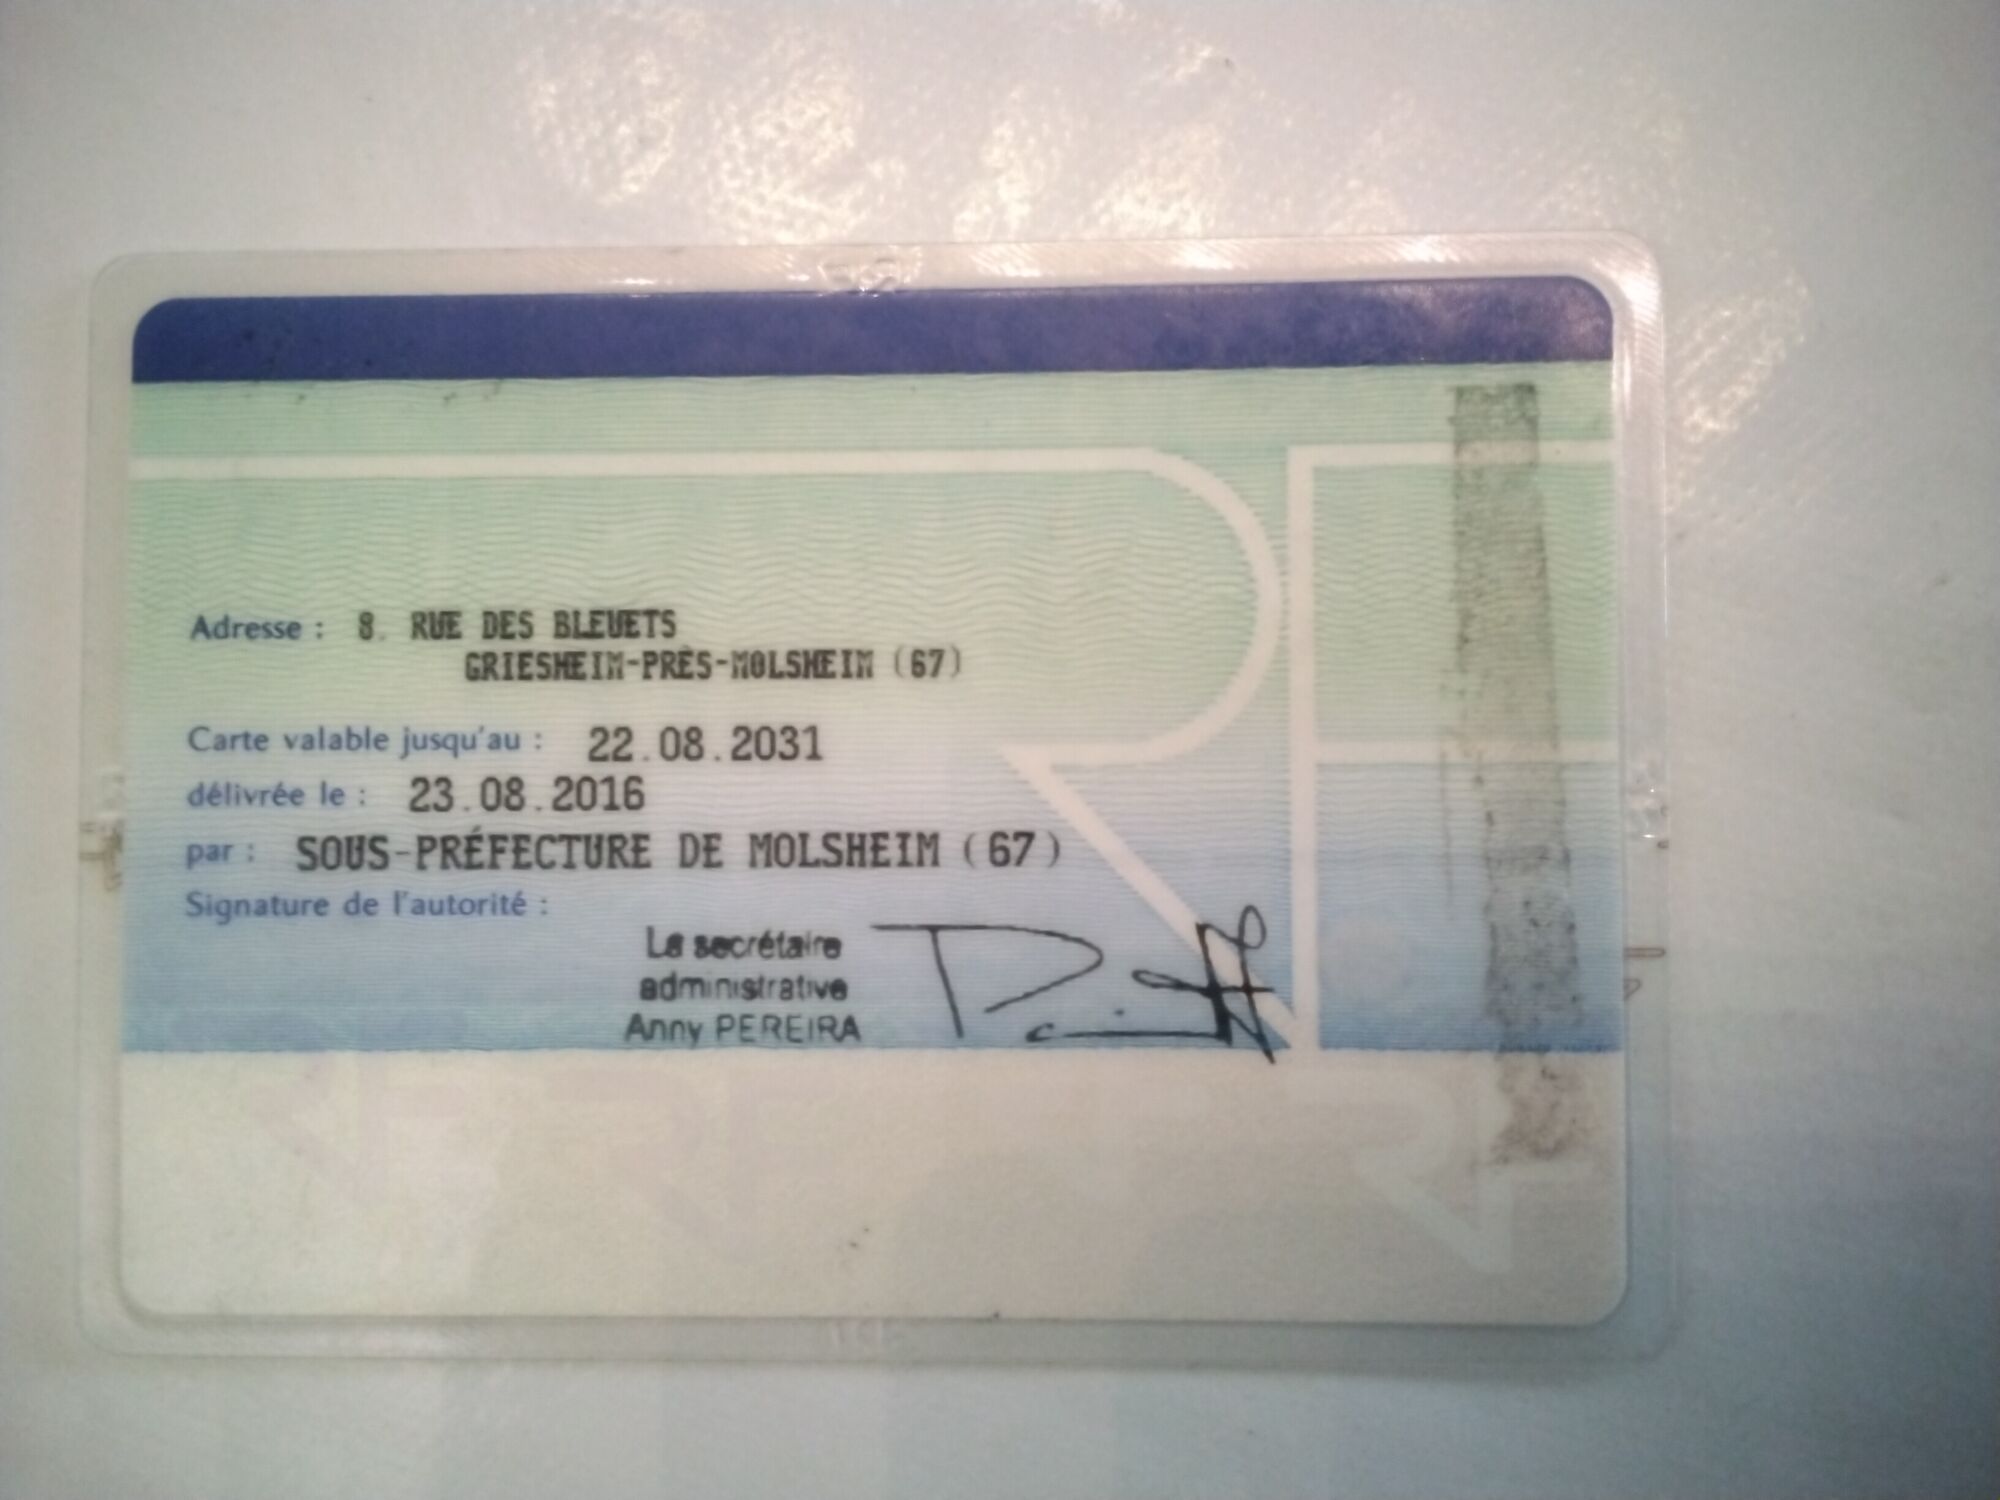 Adresse : 8. RUE DES BLEUETS
GRIESHEIM-PRÈS-MOLSHEIM (67)
Carte valable jusqu'au : 22.08.2031
délivrée le : 23.08.2016
par : SOUS-PRÉFECTURE DE MOLSHEIM (67)
Signature de l'autorité :
La secrétaire
administrative
Anny PEREIRA
RF